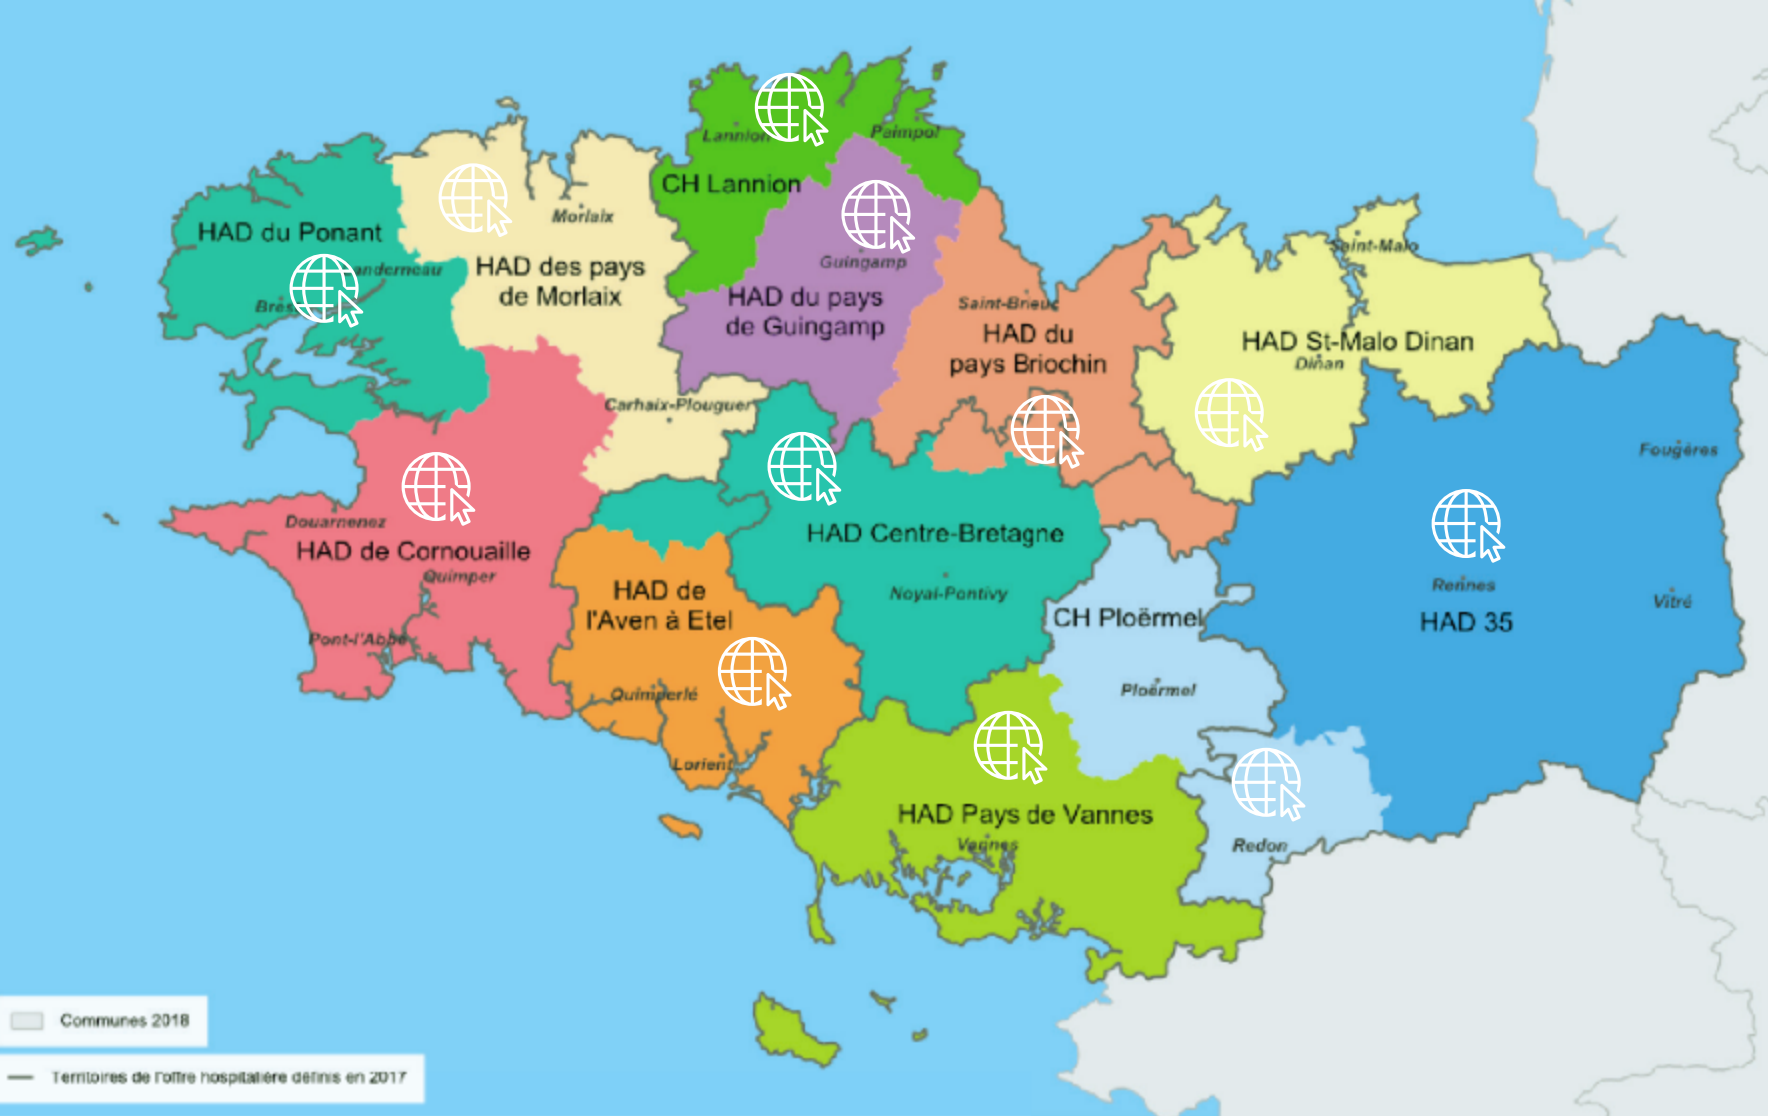 Lannion
Paimpol
CH Lannion
Morlaix
HAD du Ponant
HAD des pays
de Morlaix
anderneau
Guingamp
HAD du pays
de Guingamp
Saint-Brieuc
HAD du
pays Briochin
Saint-Malo
HAD St-Malo Dinan
Dinan
Bres
Carhaix-Plouguer
Fougères
Douarnenez
HAD de Cornouaille
Quimper
HAD Centre-Bretagne
Noyal-Pontivy
HAD de
l'Aven à Etel
CH Ploërmel
Rennes
HAD 35
Vitré
Pont-l'Abbé
Quimperlé
Ploërmel
Lorient
HAD Pays de Vannes
Vannes
Redon
Communes 2018
Territoires de l'offre hospitalière définis en 2017